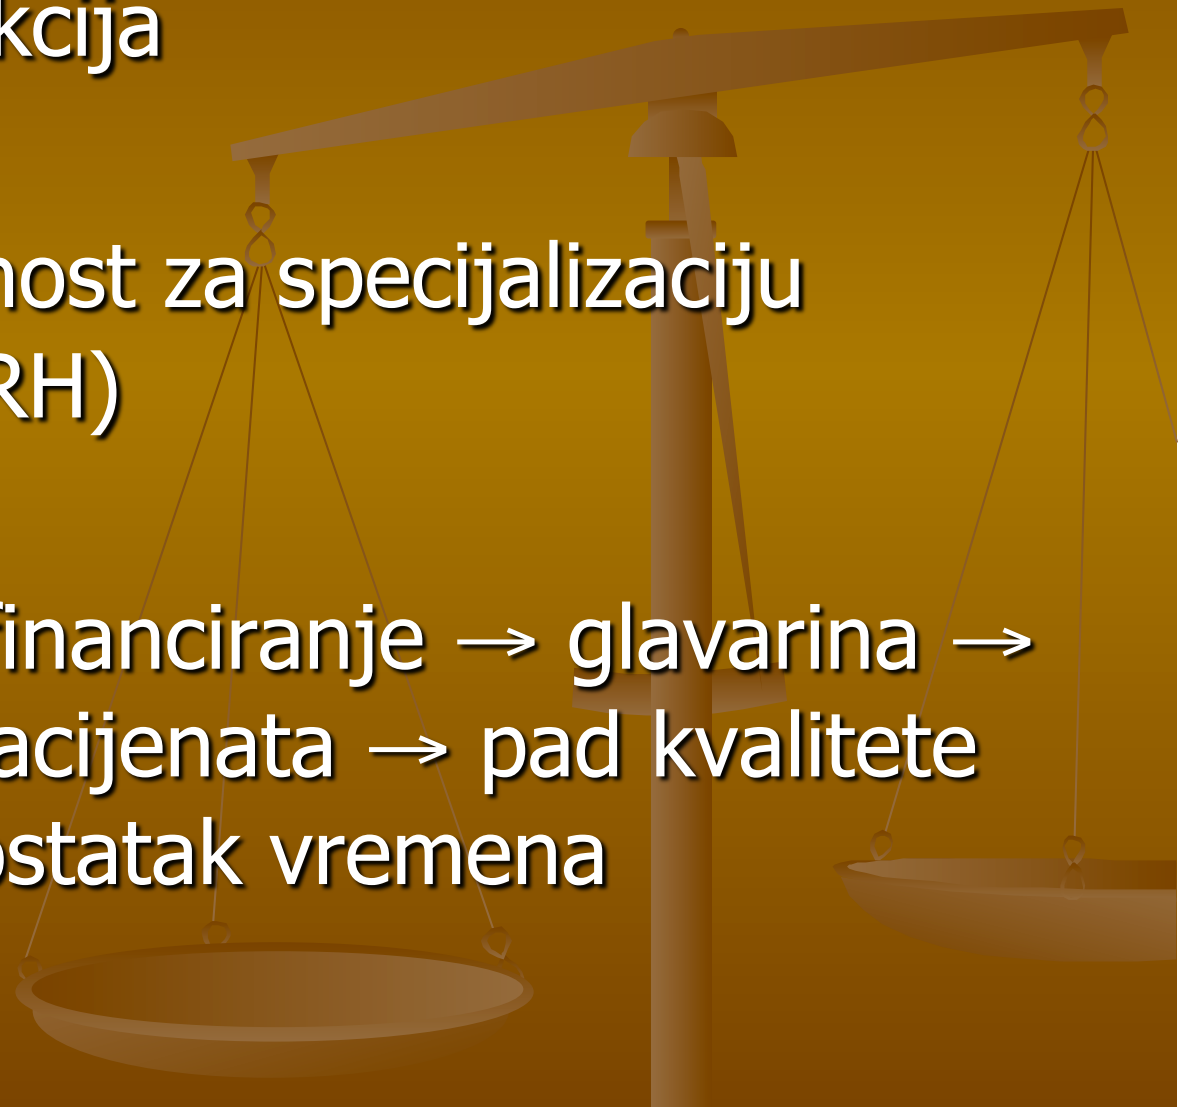 kcija
nost za specijalizaciju
RH)
financiranje → glavarina →
acijenata → pad kvalitete
ostatak vremena